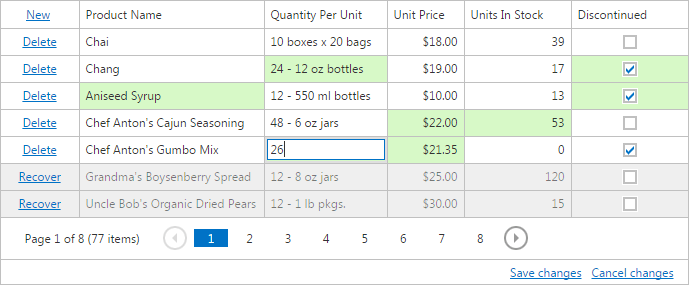 New Product Name Quantity Per Unit Unit Price Units In Stock Discontinued
Delete Chai 10 boxes x 20 bags $18.00 39
Delete Chang 24 - 12 oz bottles $19.00 17
Delete Aniseed Syrup 12 - 550 ml bottles $10.00 13
Delete Chef Anton's Cajun Seasoning 48 - 6 oz jars $22.00 53
Delete Chef Anton's Gumbo Mix 26 $21.35 0
Recover Grandma's Boysenberry Spread 12 - 8 oz jars $25.00 120
Recover Uncle Bob's Organic Dried Pears 12 - 1 lb pkgs. $30.00 15
Page 1 of 8 (77 items) 1 2 3 4 5 6 7 8
Save changes Cancel changes